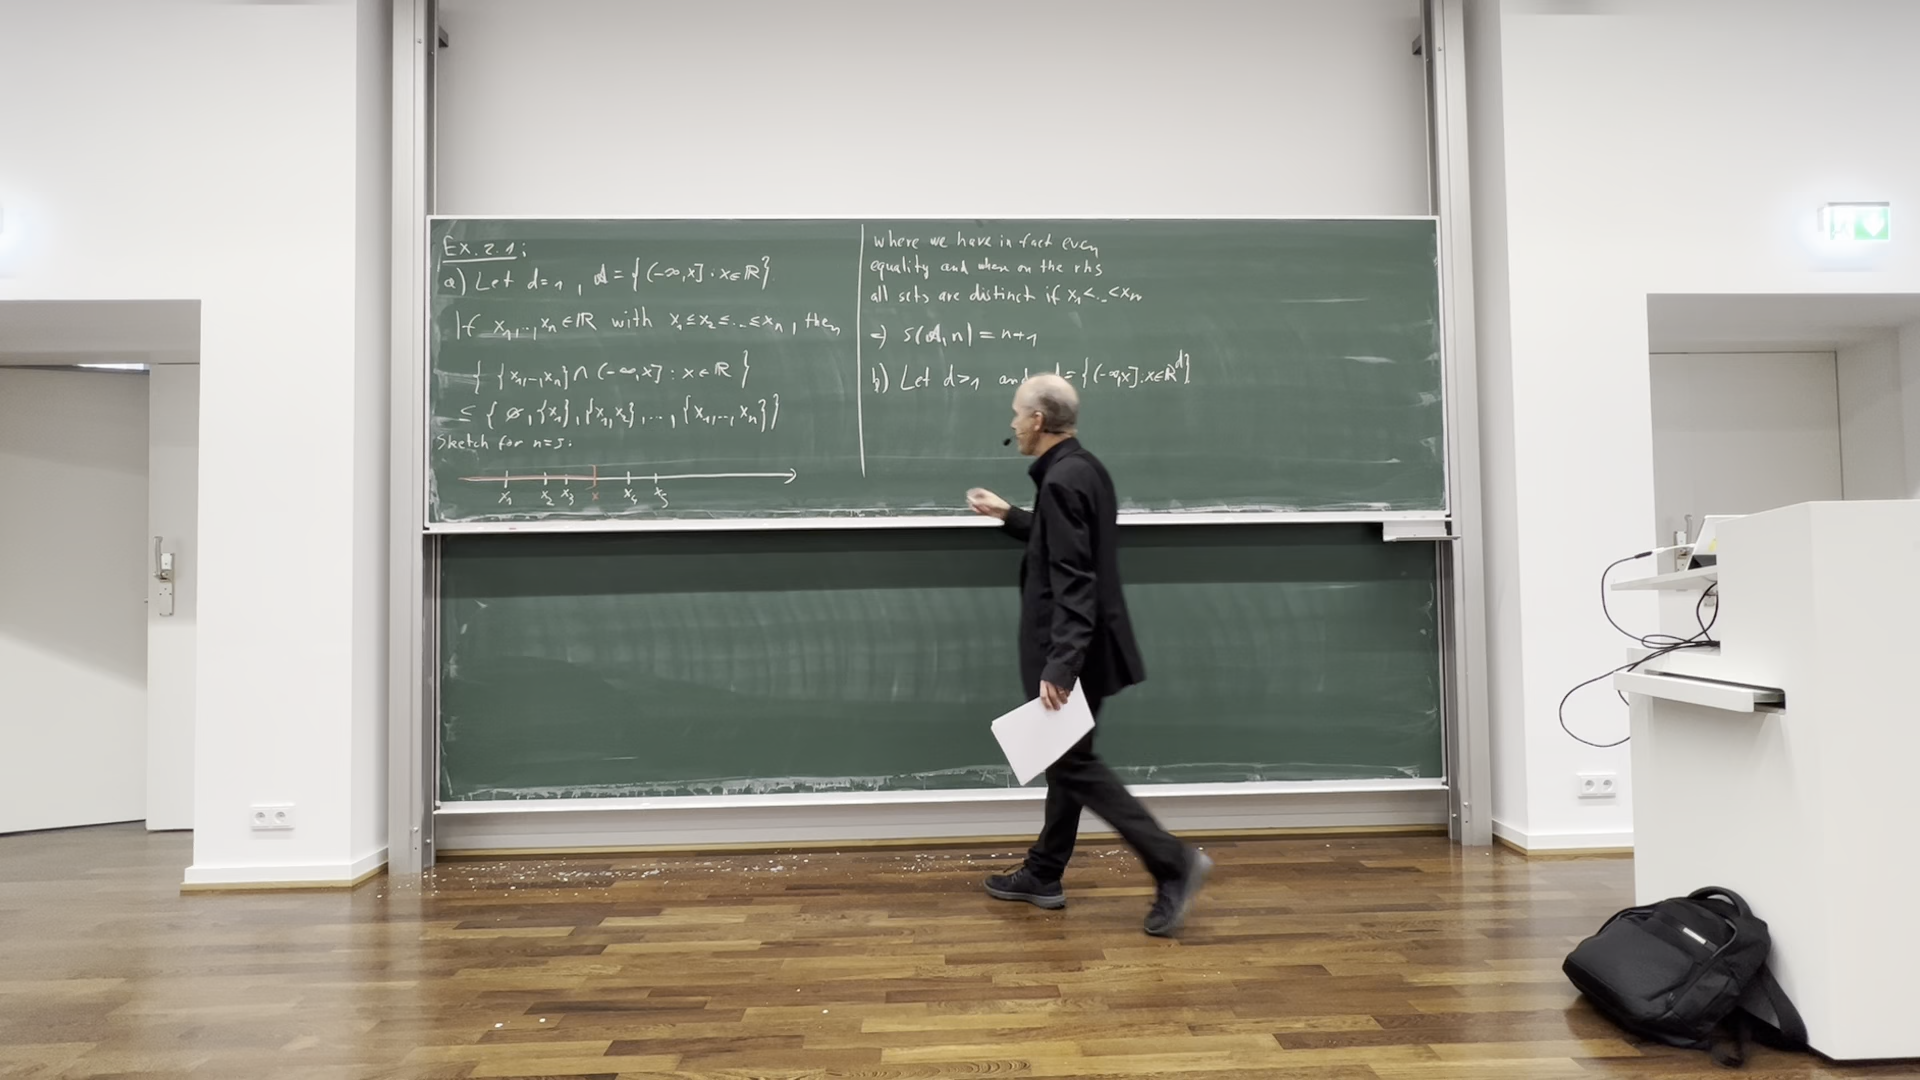 Ex. 2.1:
a) Let d=1, 𝒜 = { (-∞,x] : x∈ℝ }
If x₁,..,xₙ ∈ ℝ with x₁≤x₂≤...≤xₙ, then
{ {x₁,..,xₙ} ∩ (-∞,x] : x∈ℝ }
⊆ { ∅, {x₁}, {x₁,x₂}, ..., {x₁,...,xₙ} }
Sketch for n=5:
x₁ x₂ x₃ x x₄ x₅
where we have in fact even
equality and on the rhs
all sets are distinct if x₁<...<xₙ
⇒ S(𝒜,n) = n+1
b) Let d>1 and = { (-∞,x] : x∈ℝᵈ }